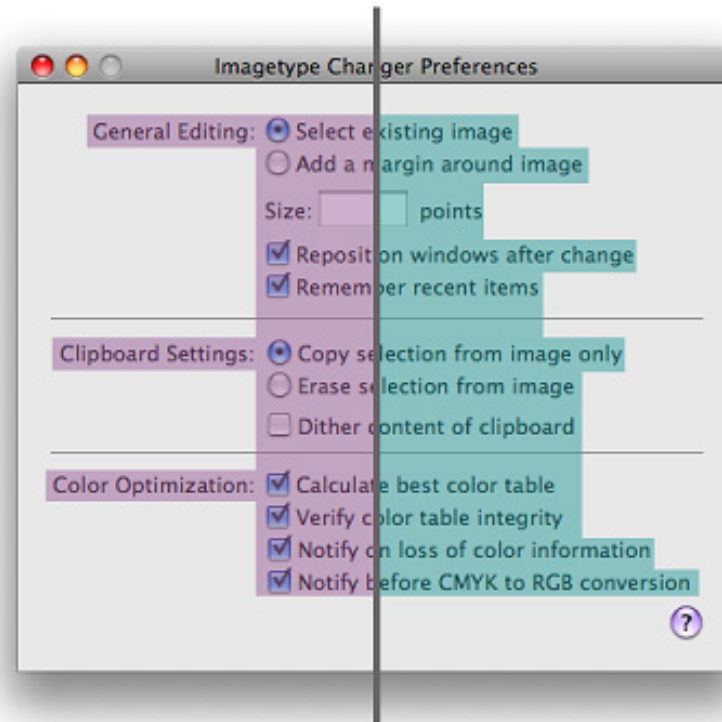 Imagetype Changer Preferences
General Editing: Select existing image
Add a margin around image
Size: points
Reposition windows after change
Remember recent items
Clipboard Settings: Copy selection from image only
Erase selection from image
Dither content of clipboard
Color Optimization: Calculate best color table
Verify color table integrity
Notify on loss of color information
Notify before CMYK to RGB conversion
?